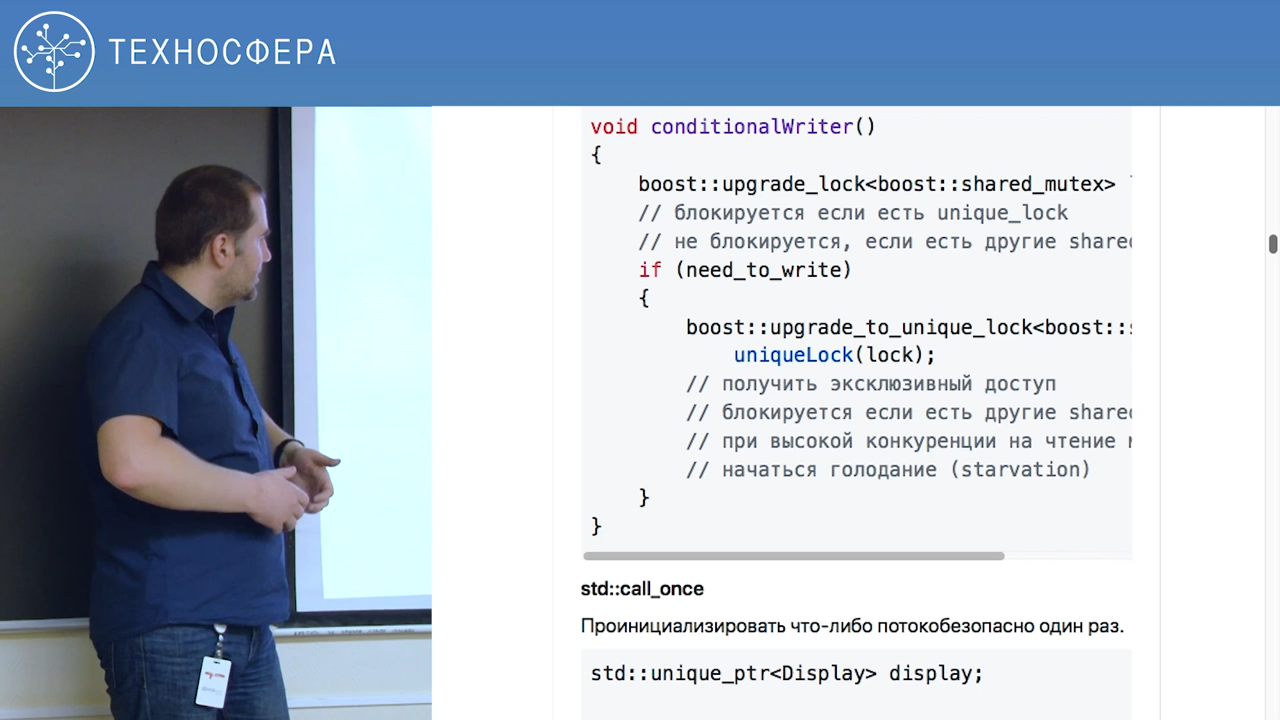 ТЕХНОСФЕРА
void conditionalWriter()
{
boost::upgrade_lock<boost::shared_mutex>
// блокируется если есть unique_lock
// не блокируется, если есть другие shared
if (need_to_write)
{
boost::upgrade_to_unique_lock<boost::s
uniqueLock(lock);
// получить эксклюзивный доступ
// блокируется если есть другие shared
// при высокой конкуренции на чтение
// начаться голодание (starvation)
}
}
std::call_once
Проинициализировать что-либо потокобезопасно один раз.
std::unique_ptr<Display> display;